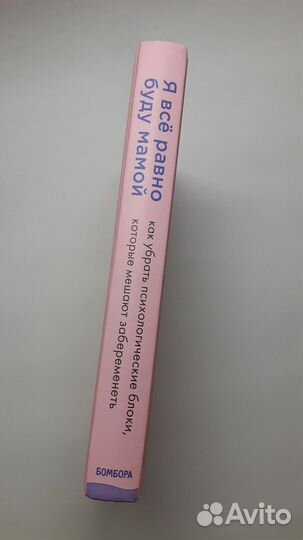 Я всё равно
буду мамой
как убрать психологические блоки,
которые мешают забеременеть
БОМБОРА
Avito